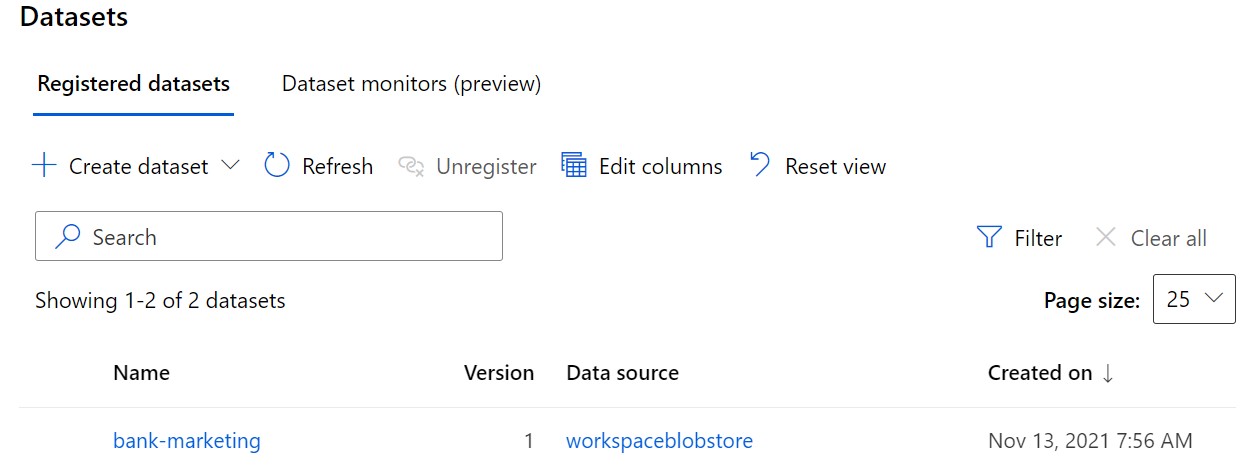 Datasets
Registered datasets Dataset monitors (preview)
Create dataset Refresh Unregister Edit columns Reset view
Search Filter Clear all
Showing 1-2 of 2 datasets Page size: 25
Name Version Data source Created on
bank-marketing 1 workspaceblobstore Nov 13, 2021 7:56 AM